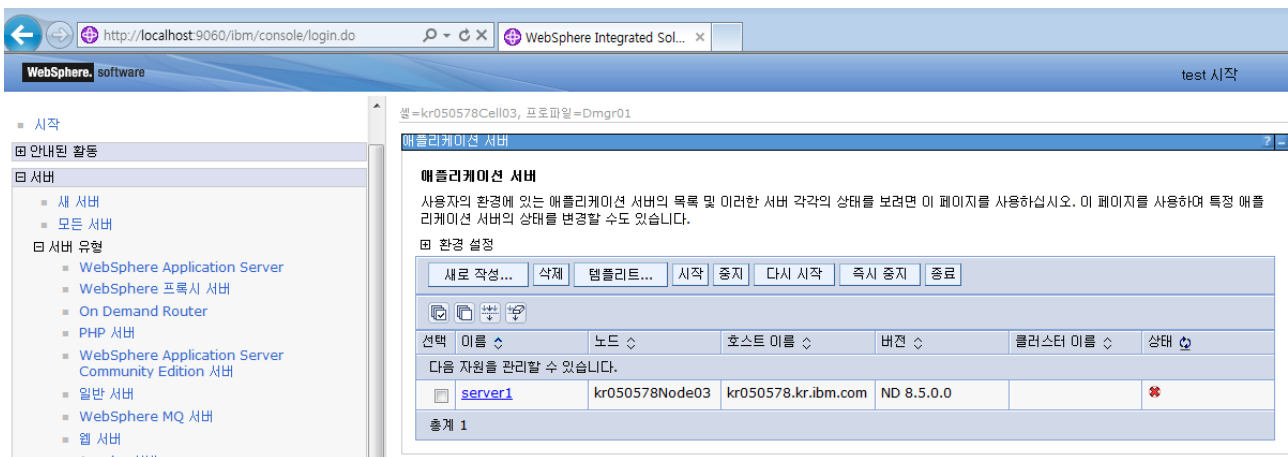 http://localhost:9060/ibm/console/login.do
WebSphere Integrated Sol...
WebSphere. software
test 시작
시작
안내된 활동
서버
새 서버
모든 서버
서버 유형
WebSphere Application Server
WebSphere 프록시 서버
On Demand Router
PHP 서버
WebSphere Application Server
Community Edition 서버
일반 서버
WebSphere MQ 서버
웹 서버
셀=kr050578Cell03, 프로파일=Dmgr01
애플리케이션 서버
애플리케이션 서버
사용자의 환경에 있는 애플리케이션 서버의 목록 및 이러한 서버 각각의 상태를 보려면 이 페이지를 사용하십시오. 이 페이지를 사용하여 특정 애플
리케이션 서버의 상태를 변경할 수도 있습니다.
환경 설정
새로 작성... 삭제 템플리트... 시작 중지 다시 시작 즉시 중지 종료
선택 이름 노드 호스트 이름 버전 클러스터 이름 상태
다음 자원을 관리할 수 있습니다.
server1 kr050578Node03 kr050578.kr.ibm.com ND 8.5.0.0
총계 1